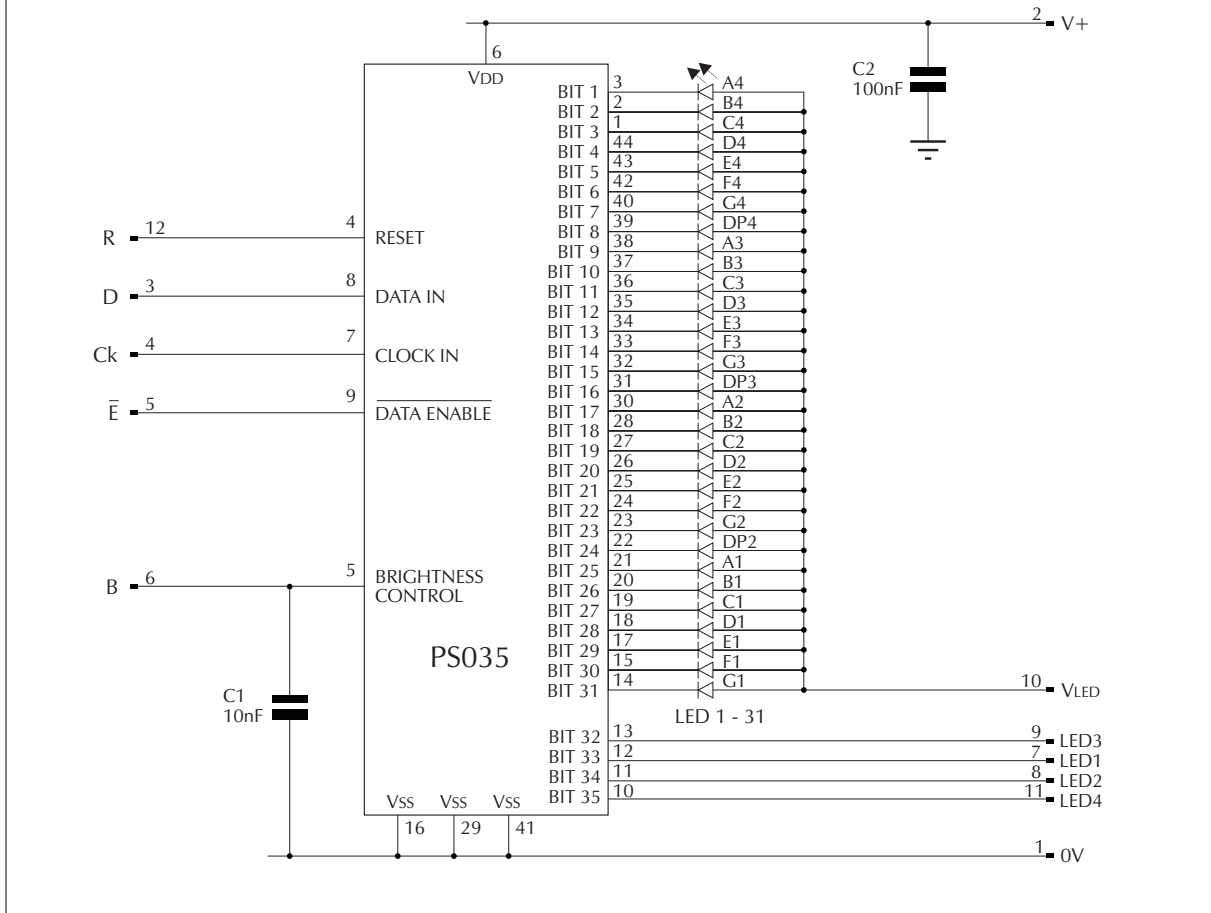 2 V+
6
VDD
C2
100nF
BIT 1 3 A4
BIT 2 2 B4
BIT 3 1 C4
BIT 4 44 D4
BIT 5 43 E4
BIT 6 42 F4
BIT 7 40 G4
BIT 8 39 DP4
BIT 9 38 A3
BIT 10 37 B3
BIT 11 36 C3
BIT 12 35 D3
BIT 13 34 E3
BIT 14 33 F3
BIT 15 32 G3
BIT 16 31 DP3
BIT 17 30 A2
BIT 18 28 B2
BIT 19 27 C2
BIT 20 26 D2
BIT 21 25 E2
BIT 22 24 F2
BIT 23 23 G2
BIT 24 22 DP2
BIT 25 21 A1
BIT 26 20 B1
BIT 27 19 C1
BIT 28 18 D1
BIT 29 17 E1
BIT 30 15 F1
BIT 31 14 G1
10 VLED
LED 1 - 31
BIT 32 13 9 LED3
BIT 33 12 7 LED1
BIT 34 11 8 LED2
BIT 35 10 11 LED4
R 12 4 RESET
D 3 8 DATA IN
Ck 4 7 CLOCK IN
E̅ 5 9 D̅A̅T̅A̅ E̅N̅A̅B̅L̅E̅
B 6 5 BRIGHTNESS
CONTROL
PS035
C1
10nF
VSS VSS VSS
16 29 41
1 0V